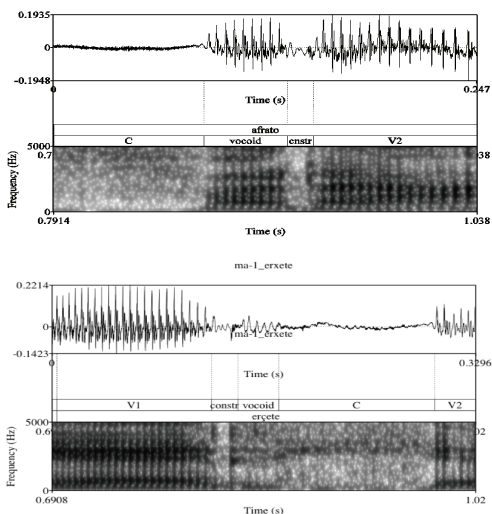 0.1935
0
-0.1948
0 0.247
Time (s)
afrato
C vocoid cnstr V2
5000
0.7 038
Frequency (Hz)
0
0.7914 1.038
Time (s)
ma-1_erxete
0.2214
0
ma-1_erxete
-0.1423
0 0.3296
Time (s)
V1 constr vocoid C V2
erçete
5000
0.6 02
Frequency (Hz)
0
0.6908 1.02
Time (s)